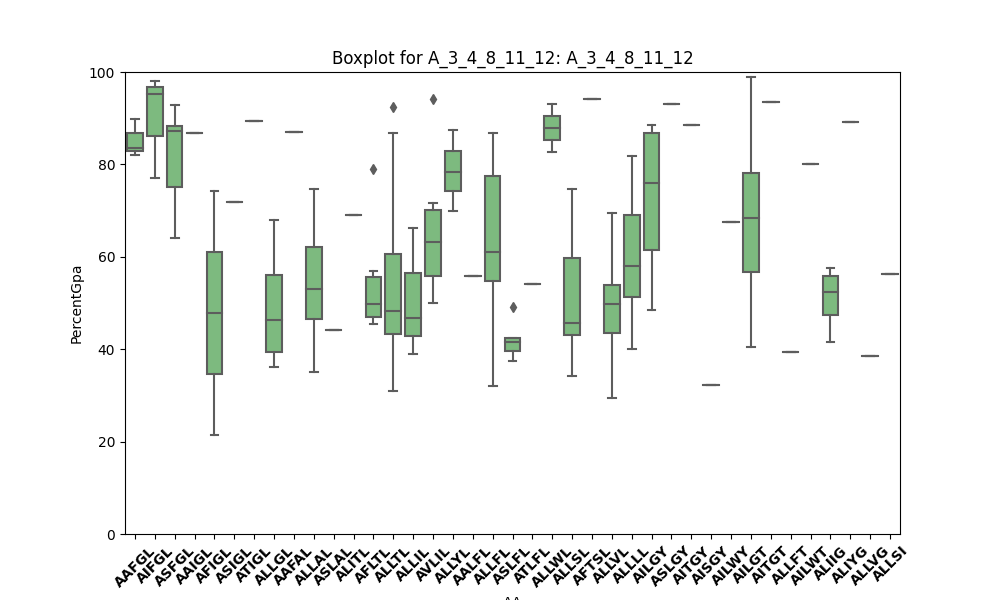 Boxplot for A_3_4_8_11_12: A_3_4_8_11_12
PercentGpa
100
80
60
40
20
0
AAFGL
AIFGL
ASFGL
AAIGL
AFIGL
ASIGL
ATIGL
ALLGL
AAFAL
ALLAL
ASLAL
ALITL
AFLTL
ALLTL
ALLIL
AVLIL
ALLYL
AALFL
ALLFL
ASLFL
ATLFL
ALLWL
ALLSL
AFTSL
ALLVL
ALLLL
AILGY
ASLGY
AITGY
AISGY
AILWY
AILGT
AITGT
ALLFT
AILWT
ALIIG
ALIYG
ALLVG
ALLSI